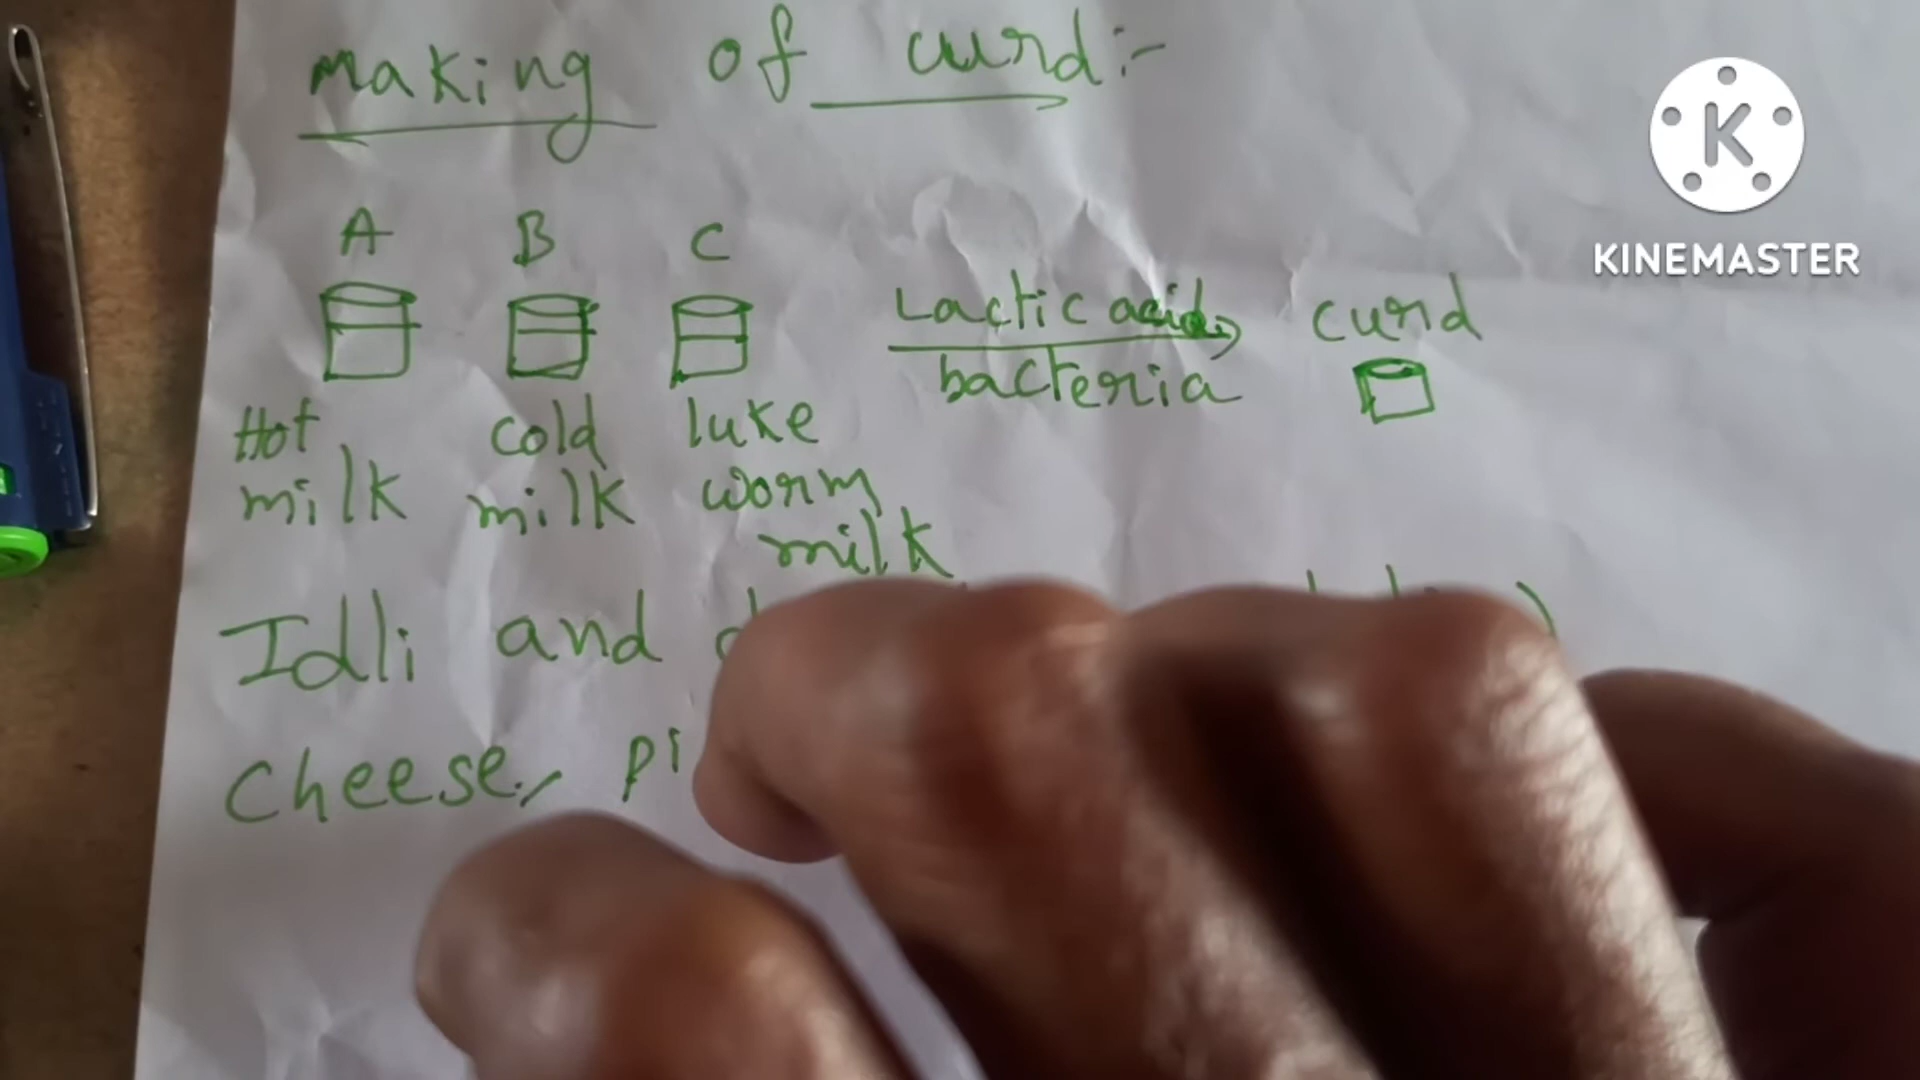 Making of curd:-
A B C
Lactic acid
bacteria
curd
Hot milk
cold milk
luke worm milk
Idli and
Cheese,
K
KINEMASTER